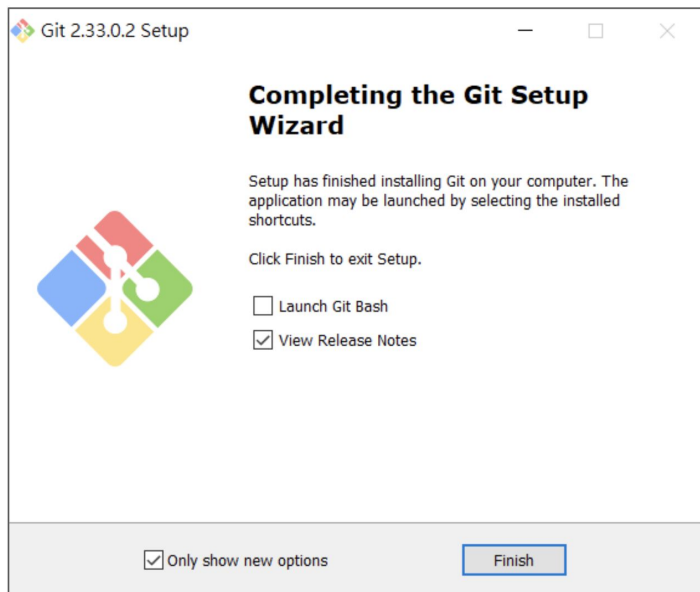 Git 2.33.0.2 Setup
Completing the Git Setup
Wizard
Setup has finished installing Git on your computer. The
application may be launched by selecting the installed
shortcuts.
Click Finish to exit Setup.
Launch Git Bash
View Release Notes
Only show new options
Finish